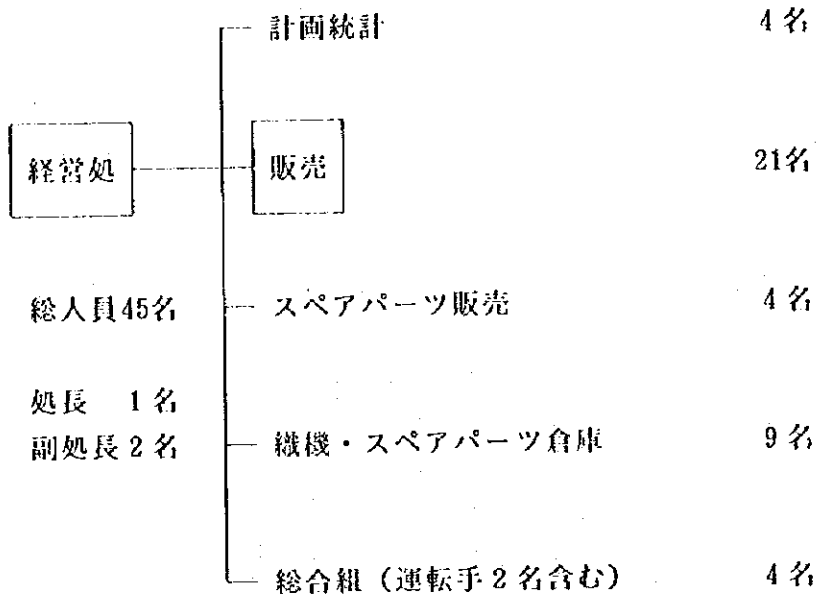 計画統計 4名
経営処 販売 21名
総人員45名 スペアパーツ販売 4名
処長 1名
副処長2名 織機・スペアパーツ倉庫 9名
総合組（運転手2名含む） 4名